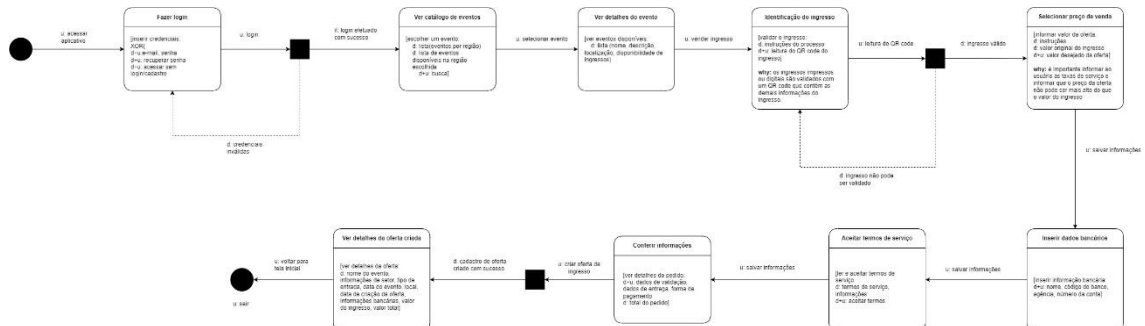 Fazer login
[inserir credenciais:
XOR{
d+u: e-mail, senha
d+u: recuperar senha
d+u: acessar sem
login/cadastro
u: acessar
aplicativo
u: login
d: credenciais
inválidas
d: login efetuado
com sucesso
Ver catálogo de eventos
[escolher um evento:
d: lista(eventos por região)
d: lista de eventos
disponíveis na região
escolhida
d+u: busca]
u: selecionar evento
Ver detalhes do evento
[ver eventos disponíveis:
d: lista (nome, descrição,
localização, disponibilidade de
ingressos)
u: vender ingresso
Identificação do ingresso
[validar o ingresso:
d: instruções do processo
d+u: leitura do QR code do
ingresso]
why: os ingressos impressos
ou digitais são validados com
um QR code que contém as
demais informações do
ingresso.
u: leitura do QR code
d: ingresso não pode
ser validado
d: ingresso válido
Selecionar preço de venda
[informar valor da oferta:
d: instruções
d: valor original do ingresso
d+u: valor desejado de oferta]
why: é importante informar ao
usuário as taxas de serviço e
informar que o preço da oferta
não pode ser mais alto do que
o valor do ingresso
u: salvar informações
Inserir dados bancários
[inserir informação bancária:
d+u: nome, código do banco,
agência, número da conta]
u: salvar informações
Aceitar termos de serviço
[ler e aceitar termos de
serviço
d: termos de serviço,
informações
d+u: aceitar termos
u: salvar informações
Conferir informações
[ver detalhes do pedido:
d+u: dados de validação,
dados de entrega, forma de
pagamento
d: total do pedido]
u: criar oferta de
ingresso
d: cadastro de oferta
criado com sucesso
Ver detalhes da oferta criada
[ver detalhes da oferta:
d: nome do evento,
informações de setor, tipo de
entrada, data do evento, local,
data de criação de oferta,
informações bancárias, valor
do ingresso, valor total]
u: voltar para
tela inicial
u: sair